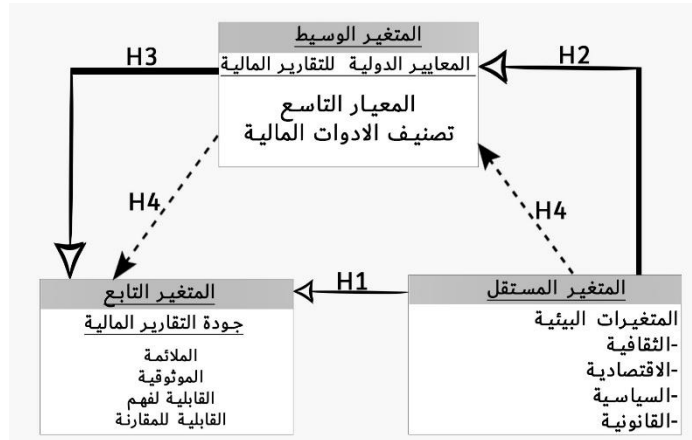 المتغير الوسيط
المعايير الدولية للتقارير المالية
المعيار التاسع
تصنيف الادوات المالية
H3
H2
H4
H4
H1
المتغير المستقل
المتغيرات البيئية
-الثقافية
-الاقتصادية
-السياسية
-القانونية
المتغير التابع
جودة التقارير المالية
الملائمة
الموثوقية
القابلية لفهم
القابلية للمقارنة